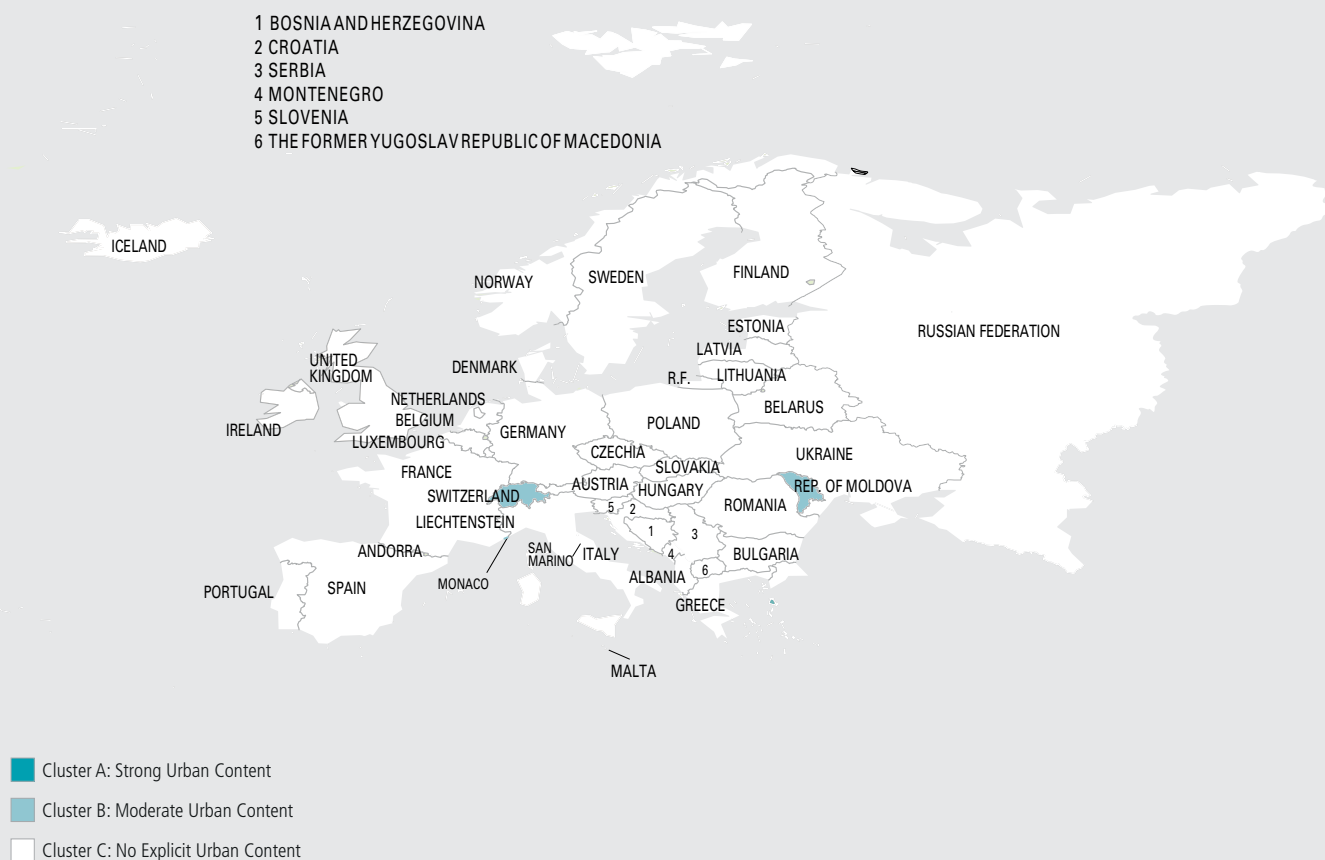 1 BOSNIA AND HERZEGOVINA
2 CROATIA
3 SERBIA
4 MONTENEGRO
5 SLOVENIA
6 THE FORMER YUGOSLAV REPUBLIC OF MACEDONIA
ICELAND
NORWAY
SWEDEN
FINLAND
RUSSIAN FEDERATION
ESTONIA
LATVIA
LITHUANIA
R.F.
DENMARK
UNITED
KINGDOM
IRELAND
NETHERLANDS
BELGIUM
LUXEMBOURG
GERMANY
POLAND
BELARUS
UKRAINE
CZECHIA
SLOVAKIA
FRANCE
SWITZERLAND
AUSTRIA
HUNGARY
REP. OF MOLDOVA
ROMANIA
LIECHTENSTEIN
5
2
1
3
4
6
ANDORRA
MONACO
SAN
MARINO
ITALY
BULGARIA
ALBANIA
PORTUGAL
SPAIN
GREECE
MALTA
Cluster A: Strong Urban Content
Cluster B: Moderate Urban Content
Cluster C: No Explicit Urban Content